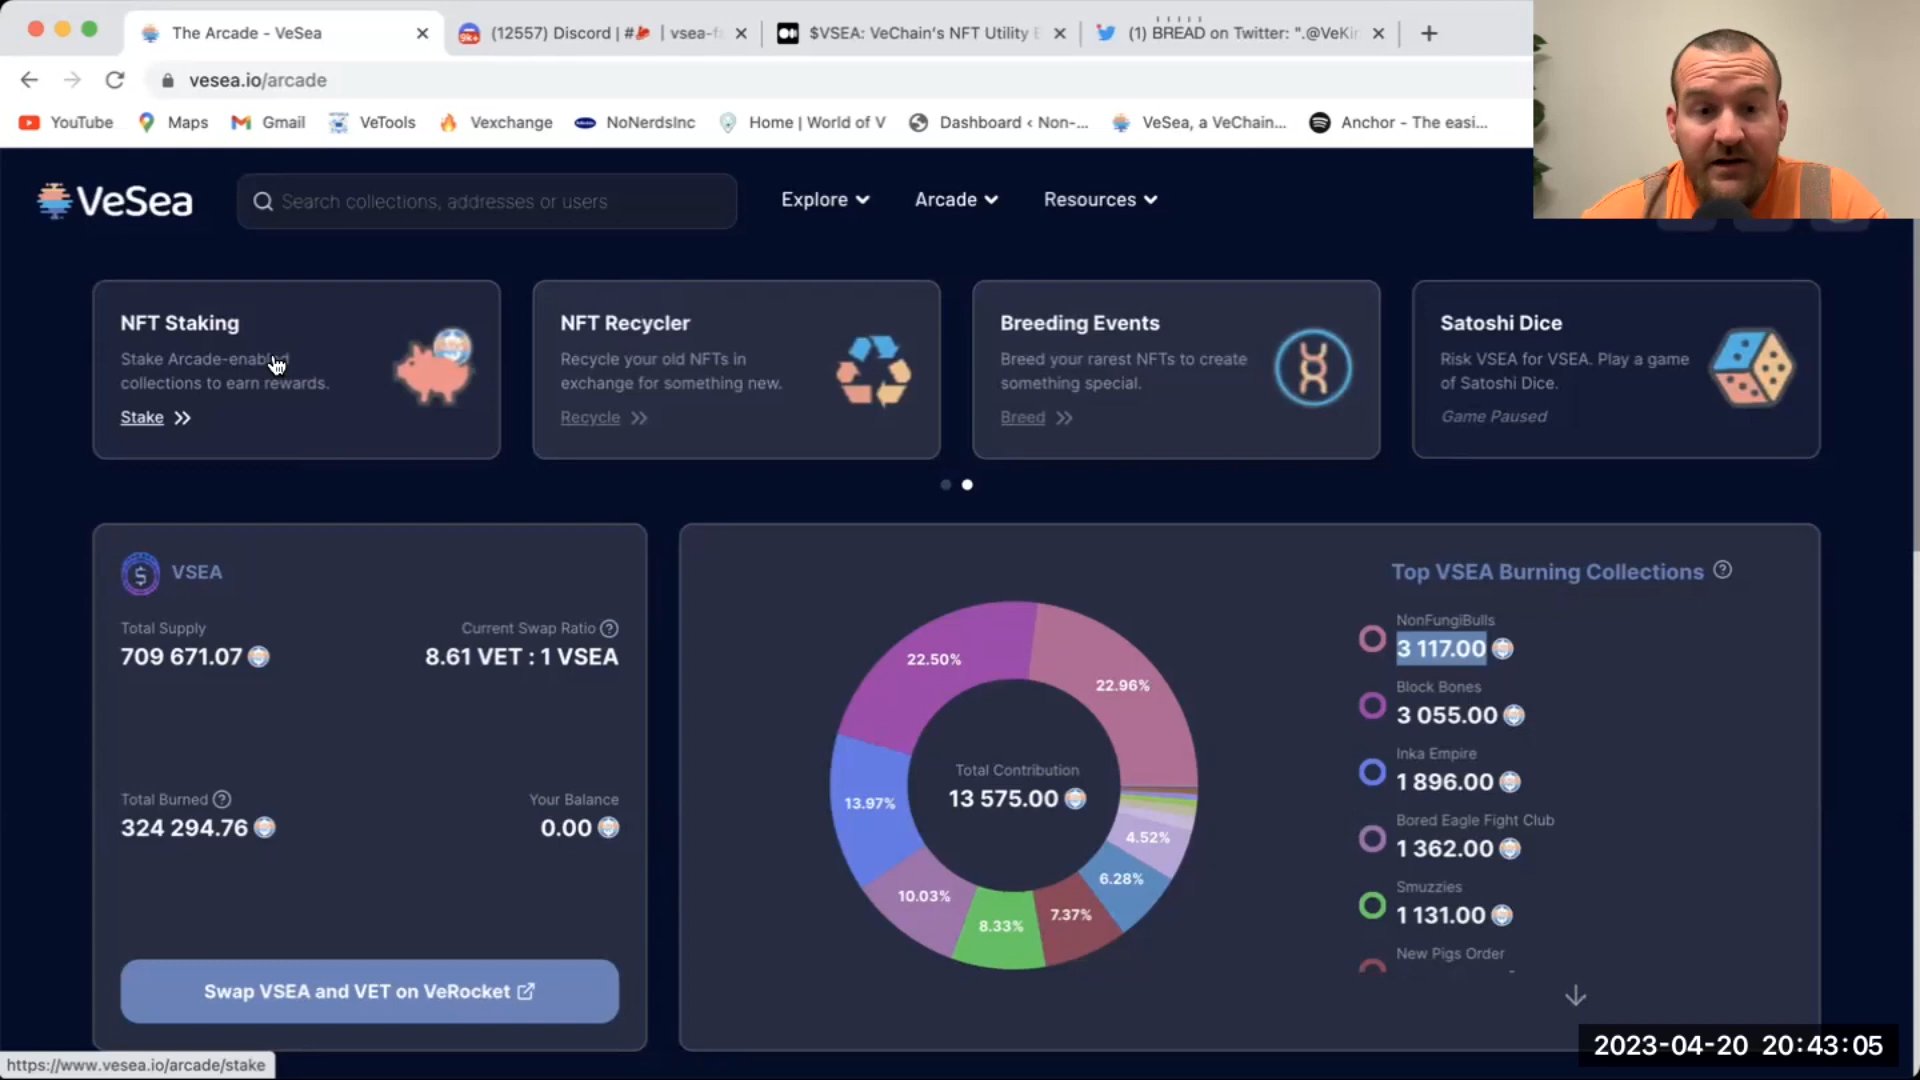 The Arcade - VeSea
(12557) Discord | #
| vsea-f
$VSEA: VeChain's NFT Utility
(1) BREAD on Twitter: ".@VeKi
vesea.io/arcade
YouTube
Maps
Gmail
VeTools
Vexchange
NoNerdsInc
Home | World of V
Dashboard < Non-...
VeSea, a VeChain...
Anchor - The easi...
VeSea
Search collections, addresses or users
Explore
Arcade
Resources
NFT Staking
Stake Arcade-enabled
collections to earn rewards.
Stake
NFT Recycler
Recycle your old NFTs in
exchange for something new.
Recycle
Breeding Events
Breed your rarest NFTs to create
something special.
Breed
Satoshi Dice
Risk VSEA for VSEA. Play a game
of Satoshi Dice.
Game Paused
VSEA
Total Supply
709 671.07
Current Swap Ratio
8.61 VET : 1 VSEA
Total Burned
324 294.76
Your Balance
0.00
Swap VSEA and VET on VeRocket
22.50%
22.96%
13.97%
4.52%
6.28%
10.03%
8.33%
7.37%
Total Contribution
13 575.00
Top VSEA Burning Collections
NonFungiBulls
3 117.00
Block Bones
3 055.00
Inka Empire
1 896.00
Bored Eagle Fight Club
1 362.00
Smuzzies
1 131.00
New Pigs Order
https://www.vesea.io/arcade/stake
2023-04-20 20:43:05